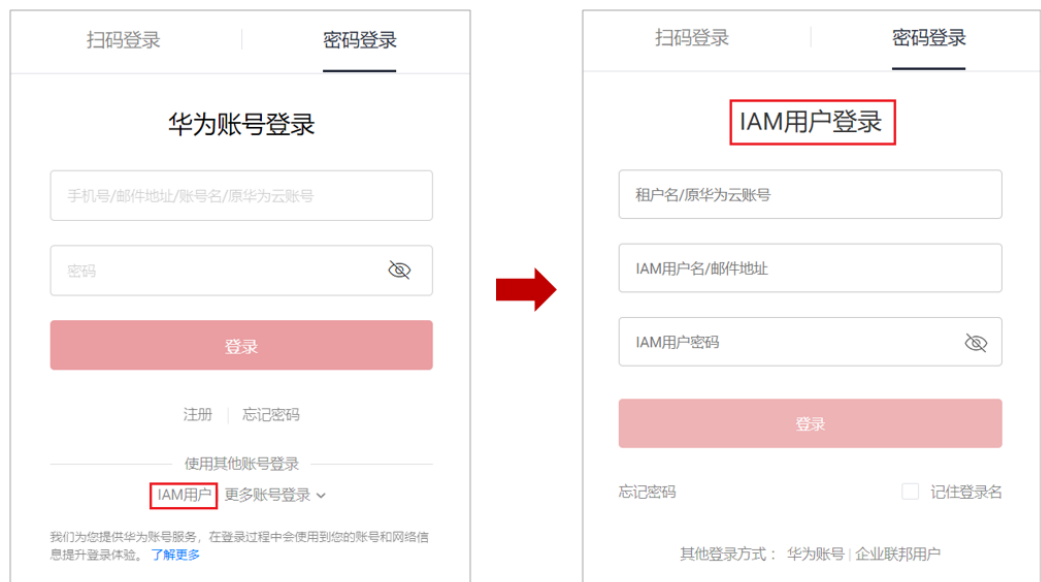 扫码登录
密码登录
华为账号登录
手机号/邮件地址/账号名/原华为云账号
密码
登录
注册 | 忘记密码
使用其他账号登录
IAM用户 更多账号登录
我们为您提供华为账号服务，在登录过程中会使用到您的账号和网络信
息提升登录体验。 了解更多
扫码登录
密码登录
IAM用户登录
租户名/原华为云账号
IAM用户名/邮件地址
IAM用户密码
登录
忘记密码
记住登录名
其他登录方式： 华为账号 | 企业联邦用户